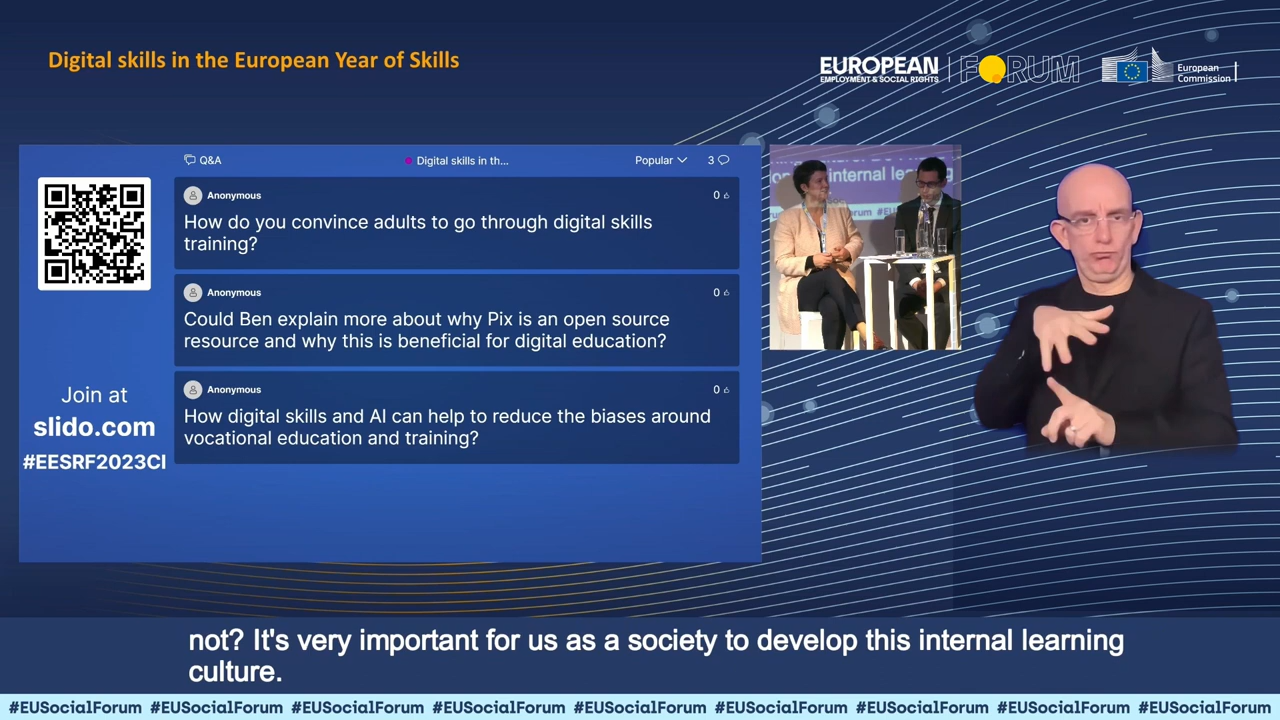 Digital skills in the European Year of Skills
EUROPEAN
EMPLOYMENT & SOCIAL RIGHTS
FORUM
European
Commission
Q&A
Digital skills in th...
Popular
3
Anonymous
0
How do you convince adults to go through digital skills
training?
Anonymous
0
Could Ben explain more about why Pix is an open source
resource and why this is beneficial for digital education?
Anonymous
0
How digital skills and AI can help to reduce the biases around
vocational education and training?
Join at
slido.com
#EESRF2023CI
internal learning
not? It's very important for us as a society to develop this internal learning
culture.
#EUSocialForum #EUSocialForum #EUSocialForum #EUSocialForum #EUSocialForum #EUSocialForum #EUSocialForum #EUSocialForum #EUSocialForum